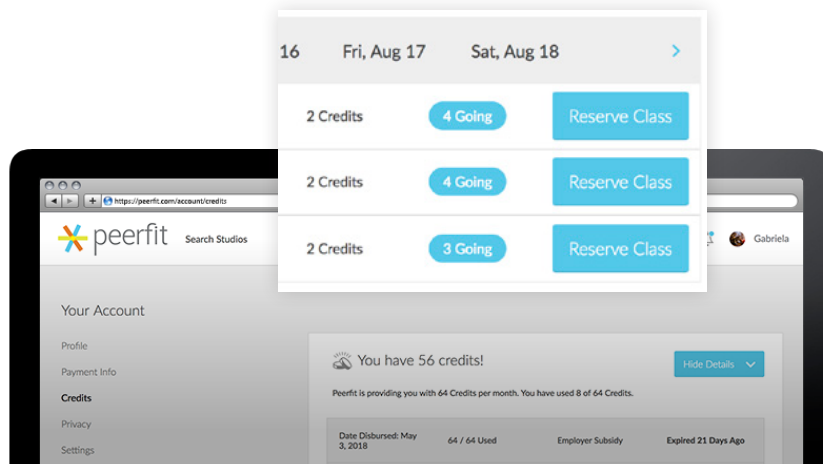 16 Fri, Aug 17 Sat, Aug 18
2 Credits 4 Going Reserve Class
2 Credits 4 Going Reserve Class
2 Credits 3 Going Reserve Class
https://peerfit.com/account/credits
peerfit Search Studios Gabriela
Your Account
Profile
Payment Info
Credits
Privacy
Settings
You have 56 credits! Hide Details
Peerfit is providing you with 64 Credits per month. You have used 8 of 64 Credits.
Date Disbursed: May
3, 2018
64 / 64 Used Employer Subsidy Expired 21 Days Ago